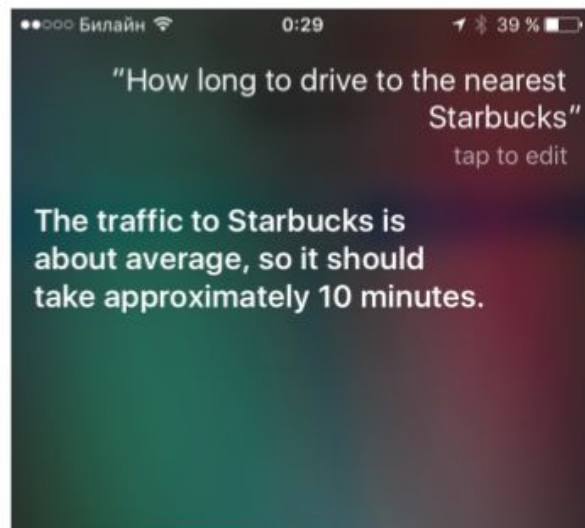 Билайн 0:29 39 %
“How long to drive to the nearest
Starbucks”
tap to edit
The traffic to Starbucks is
about average, so it should
take approximately 10 minutes.